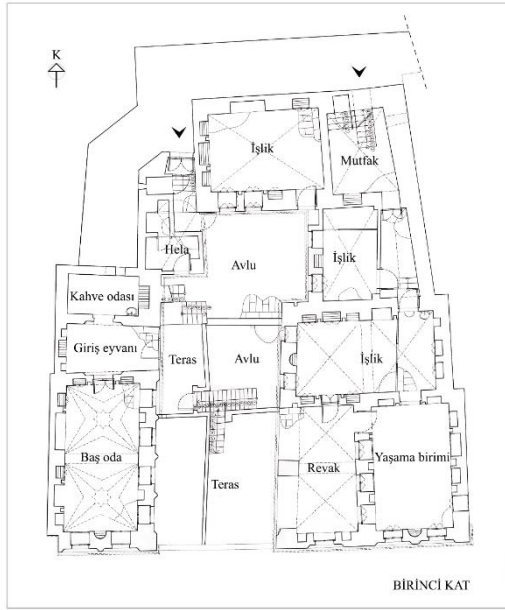 K
İşlik
Mutfak
Hela
Avlu
İşlik
Kahve odası
Giriş eyvanı
Teras
Avlu
İşlik
Baş oda
Teras
Revak
Yaşama birimi
BİRİNCİ KAT